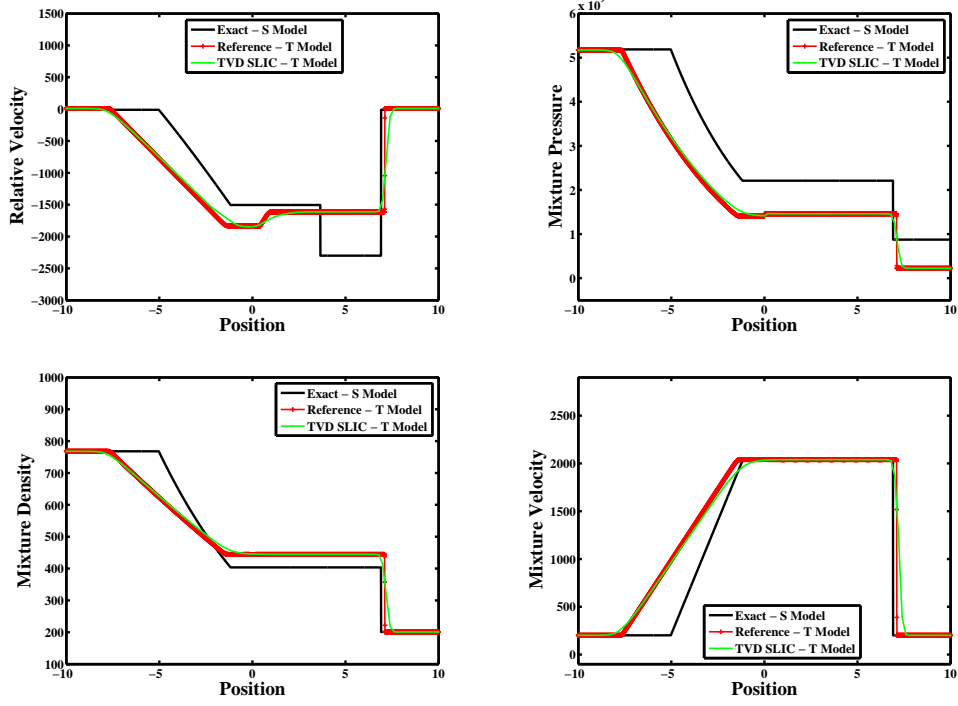 1500
1000
500
0
−500
−1000
−1500
−2000
−2500
−3000
−10
−5
0
5
10
Relative Velocity
Position
Exact − S Model
Reference − T Model
TVD SLIC − T Model
6
4
2
0
−10
−5
0
5
10
Mixture Pressure
Position
Exact − S Model
Reference − T Model
TVD SLIC − T Model
1000
900
800
700
600
500
400
300
200
100
−10
−5
0
5
10
Mixture Density
Position
Exact − S Model
Reference − T Model
TVD SLIC − T Model
2500
2000
1500
1000
500
0
−10
−5
0
5
10
Mixture Velocity
Position
Exact − S Model
Reference − T Model
TVD SLIC − T Model